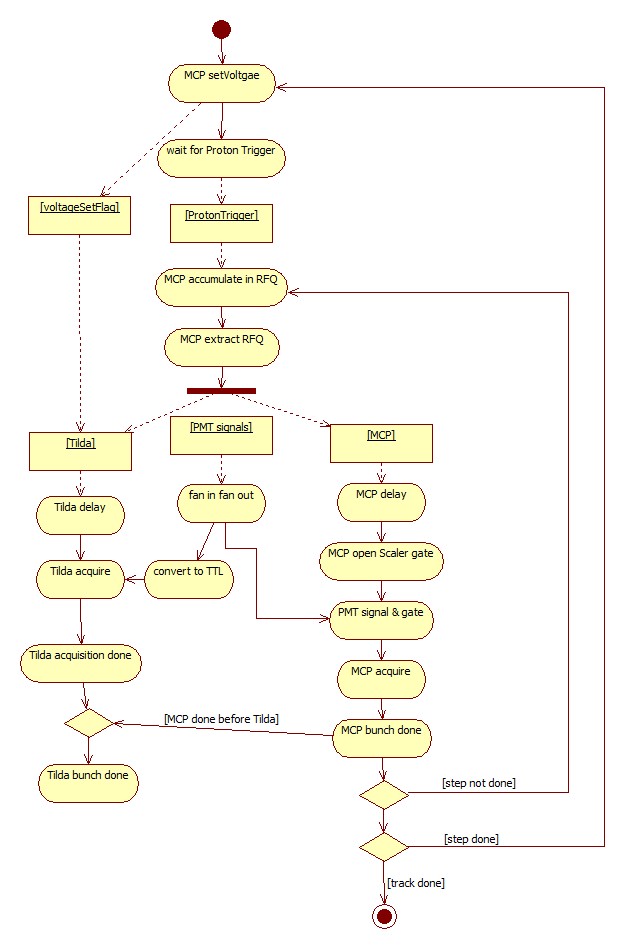 MCP setVoltgae
wait for Proton Trigger
[voltageSetFlag]
[ProtonTrigger]
MCP accumulate in RFQ
MCP extract RFQ
[Tilda]
[PMT signals]
[MCP]
Tilda delay
fan in fan out
MCP delay
MCP open Scaler gate
Tilda acquire
convert to TTL
PMT signal & gate
Tilda acquisition done
MCP acquire
[MCP done before Tilda]
MCP bunch done
Tilda bunch done
[step not done]
[step done]
[track done]